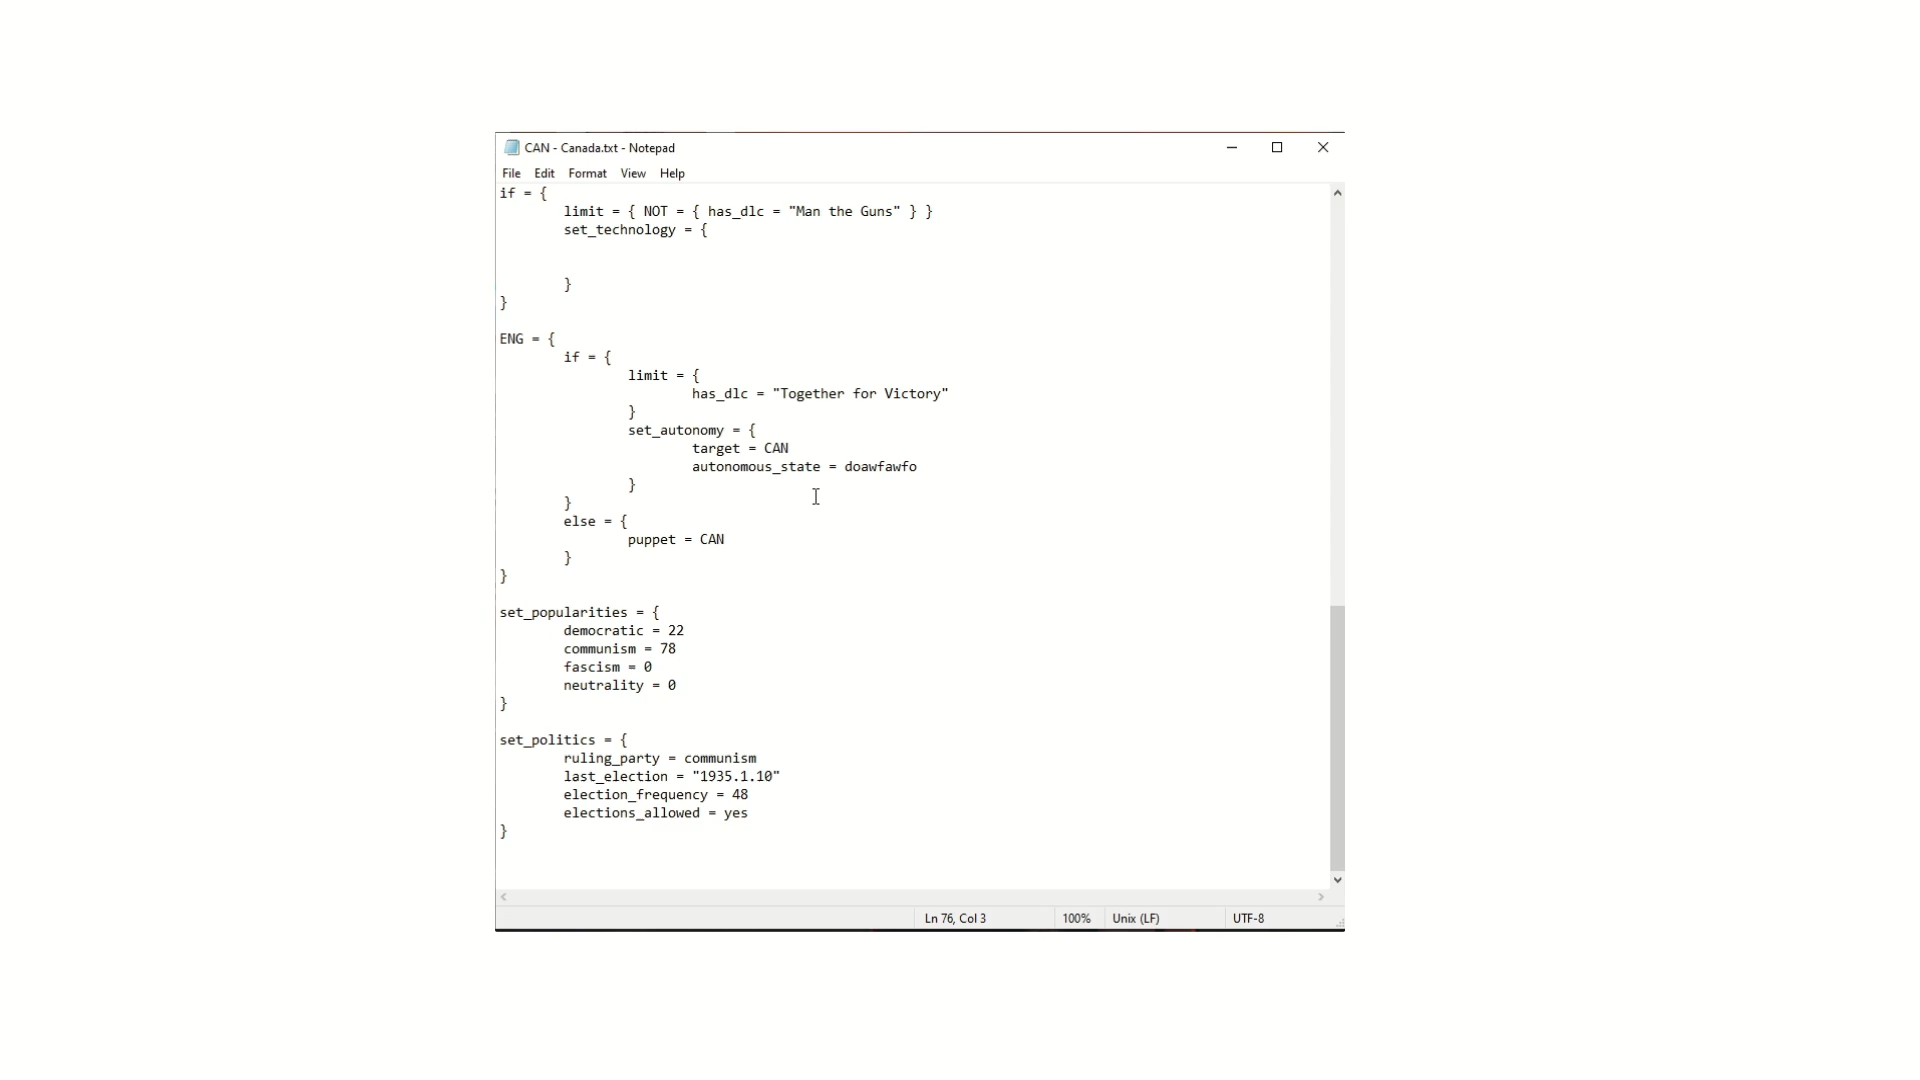 CAN - Canada.txt - Notepad
File Edit Format View Help
if = {
limit = { NOT = { has_dlc = "Man the Guns" } }
set_technology = {
}
}
ENG = {
if = {
limit = {
has_dlc = "Together for Victory"
}
set_autonomy = {
target = CAN
autonomous_state = doawfawfo
}
}
else = {
puppet = CAN
}
}
set_popularities = {
democratic = 22
communism = 78
fascism = 0
neutrality = 0
}
set_politics = {
ruling_party = communism
last_election = "1935.1.10"
election_frequency = 48
elections_allowed = yes
}
Ln 76, Col 3 100% Unix (LF) UTF-8